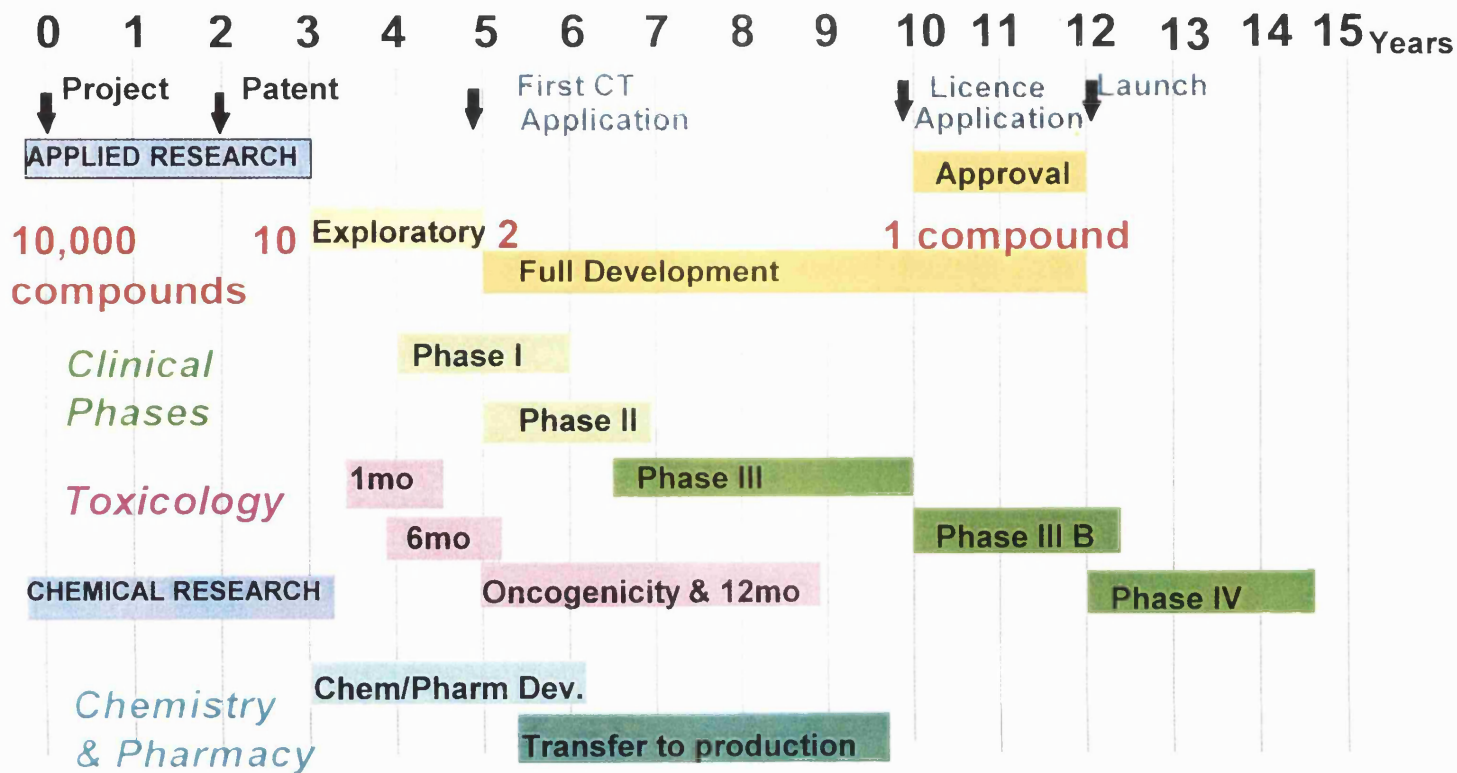 0 1 2 3 4 5 6 7 8 9 10 11 12 13 14 15 Years
Project Patent First CT Licence Launch
Application Application
APPLIED RESEARCH
Approval
10,000 10 Exploratory 2 1 compound
compounds
Full Development
Clinical Phase I
Phases
Phase II
Toxicology
1mo Phase III
6mo Phase III B
CHEMICAL RESEARCH Oncogenicity & 12mo Phase IV
Chem/Pharm Dev.
Chemistry
& Pharmacy
Transfer to production